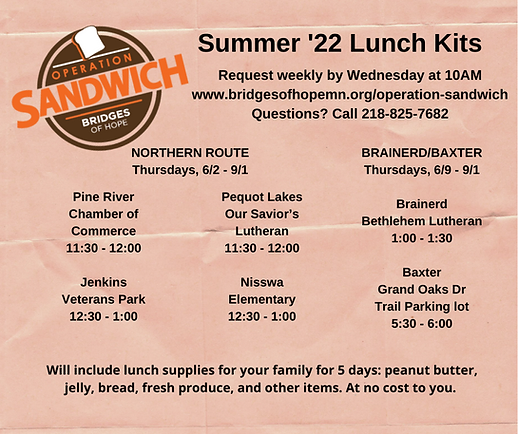 OPERATION
SANDWICH
BRIDGES
OF HOPE
Summer '22 Lunch Kits
Request weekly by Wednesday at 10AM
www.bridgesofhopemn.org/operation-sandwich
Questions? Call 218-825-7682
NORTHERN ROUTE
Thursdays, 6/2 - 9/1
Pine River
Chamber of
Commerce
11:30 - 12:00
Pequot Lakes
Our Savior's
Lutheran
11:30 - 12:00
Jenkins
Veterans Park
12:30 - 1:00
Nisswa
Elementary
12:30 - 1:00
BRAINERD/BAXTER
Thursdays, 6/9 - 9/1
Brainerd
Bethlehem Lutheran
1:00 - 1:30
Baxter
Grand Oaks Dr
Trail Parking lot
5:30 - 6:00
Will include lunch supplies for your family for 5 days: peanut butter,
jelly, bread, fresh produce, and other items. At no cost to you.